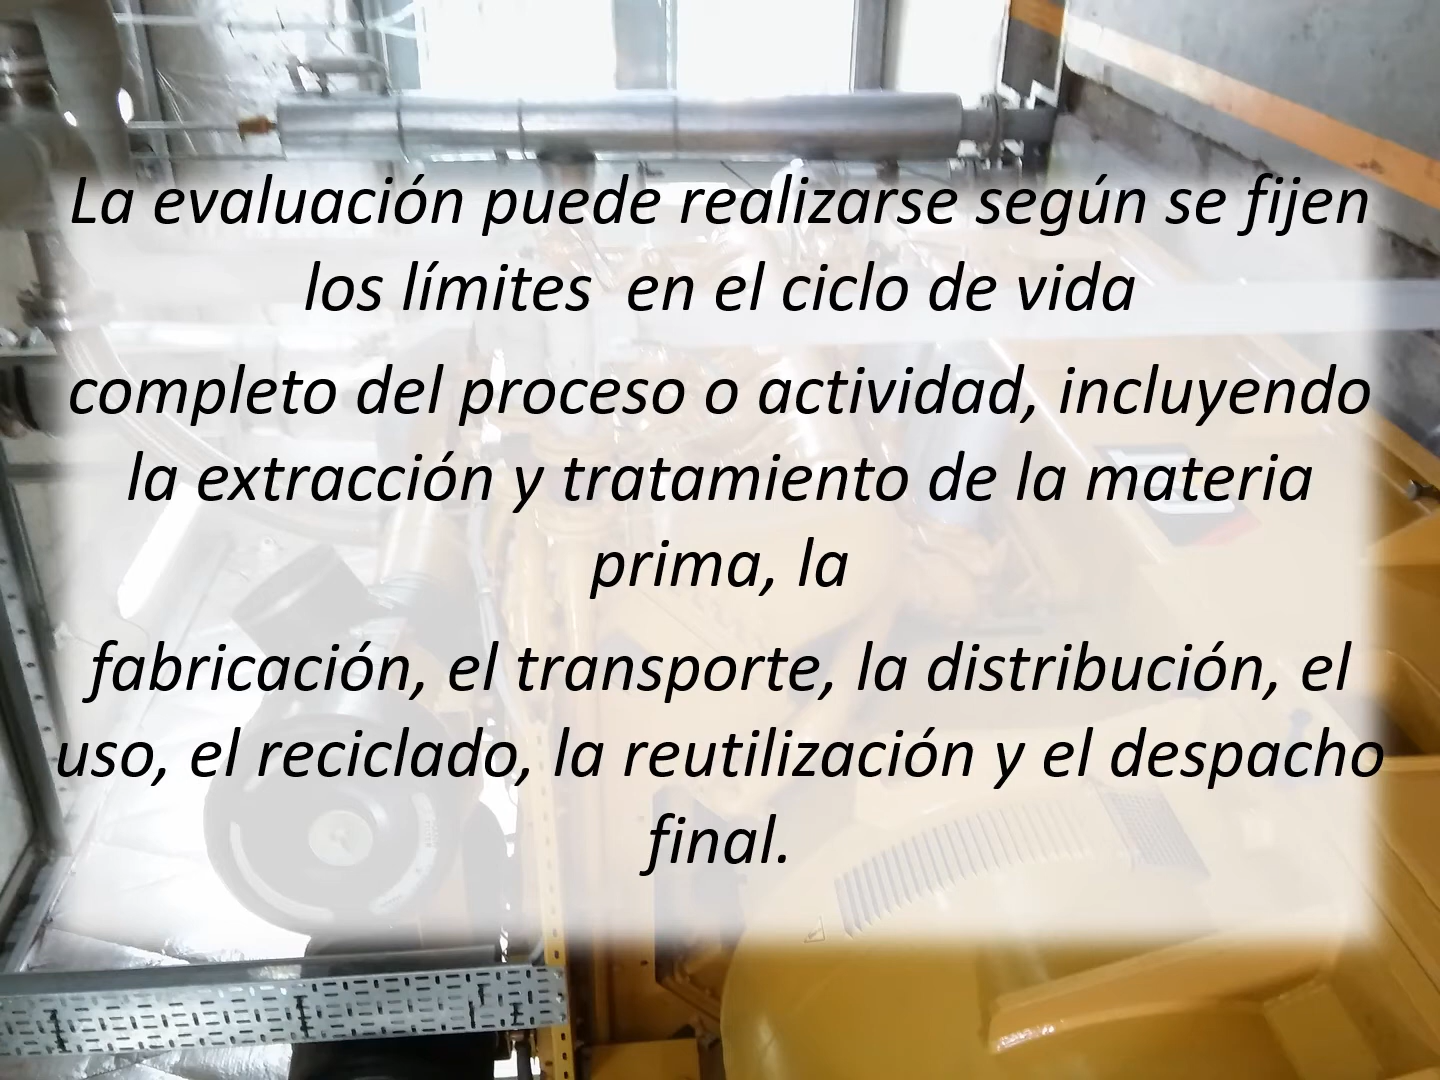 La evaluación puede realizarse según se fijen
los límites  en el ciclo de vida
completo del proceso o actividad, incluyendo
la extracción y tratamiento de la materia
prima, la
fabricación, el transporte, la distribución, el
uso, el reciclado, la reutilización y el despacho
final.